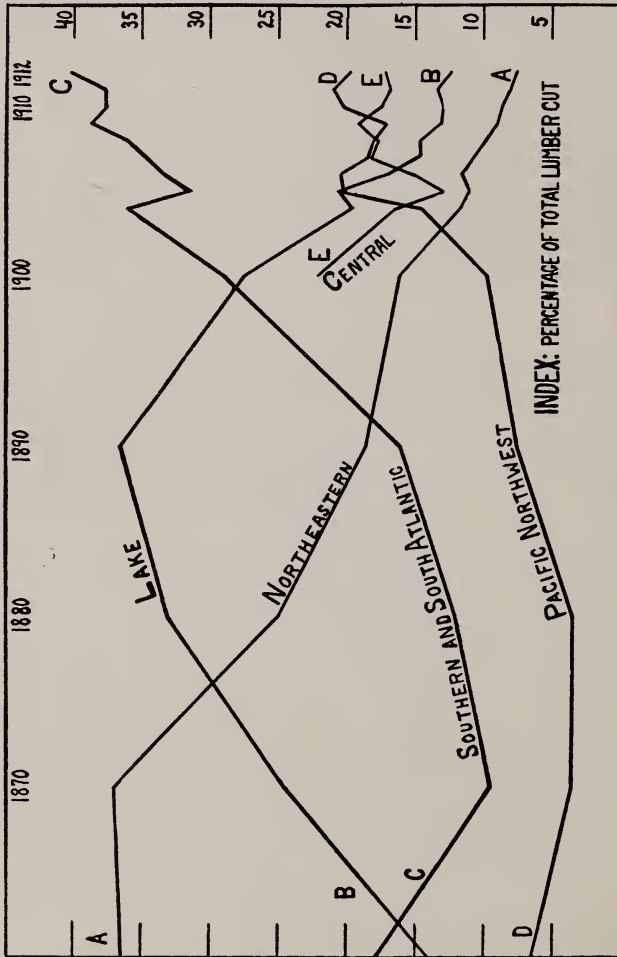 1870 1880 1890 1900 1910 1912
A
B
C
D
LAKE
NORTHEASTERN
SOUTHERN AND SOUTH ATLANTIC
PACIFIC NORTHWEST
E
CENTRAL
C
D
E
B
A
40
35
30
25
20
15
10
5
INDEX: PERCENTAGE OF TOTAL LUMBER CUT